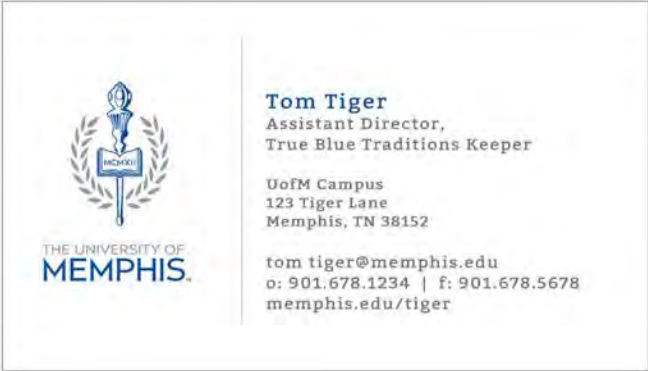 MCMXII
THE UNIVERSITY OF
MEMPHIS
Tom Tiger
Assistant Director,
True Blue Traditions Keeper
UofM Campus
123 Tiger Lane
Memphis, TN 38152
tom tiger@memphis.edu
o: 901.678.1234 | f: 901.678.5678
memphis.edu/tiger